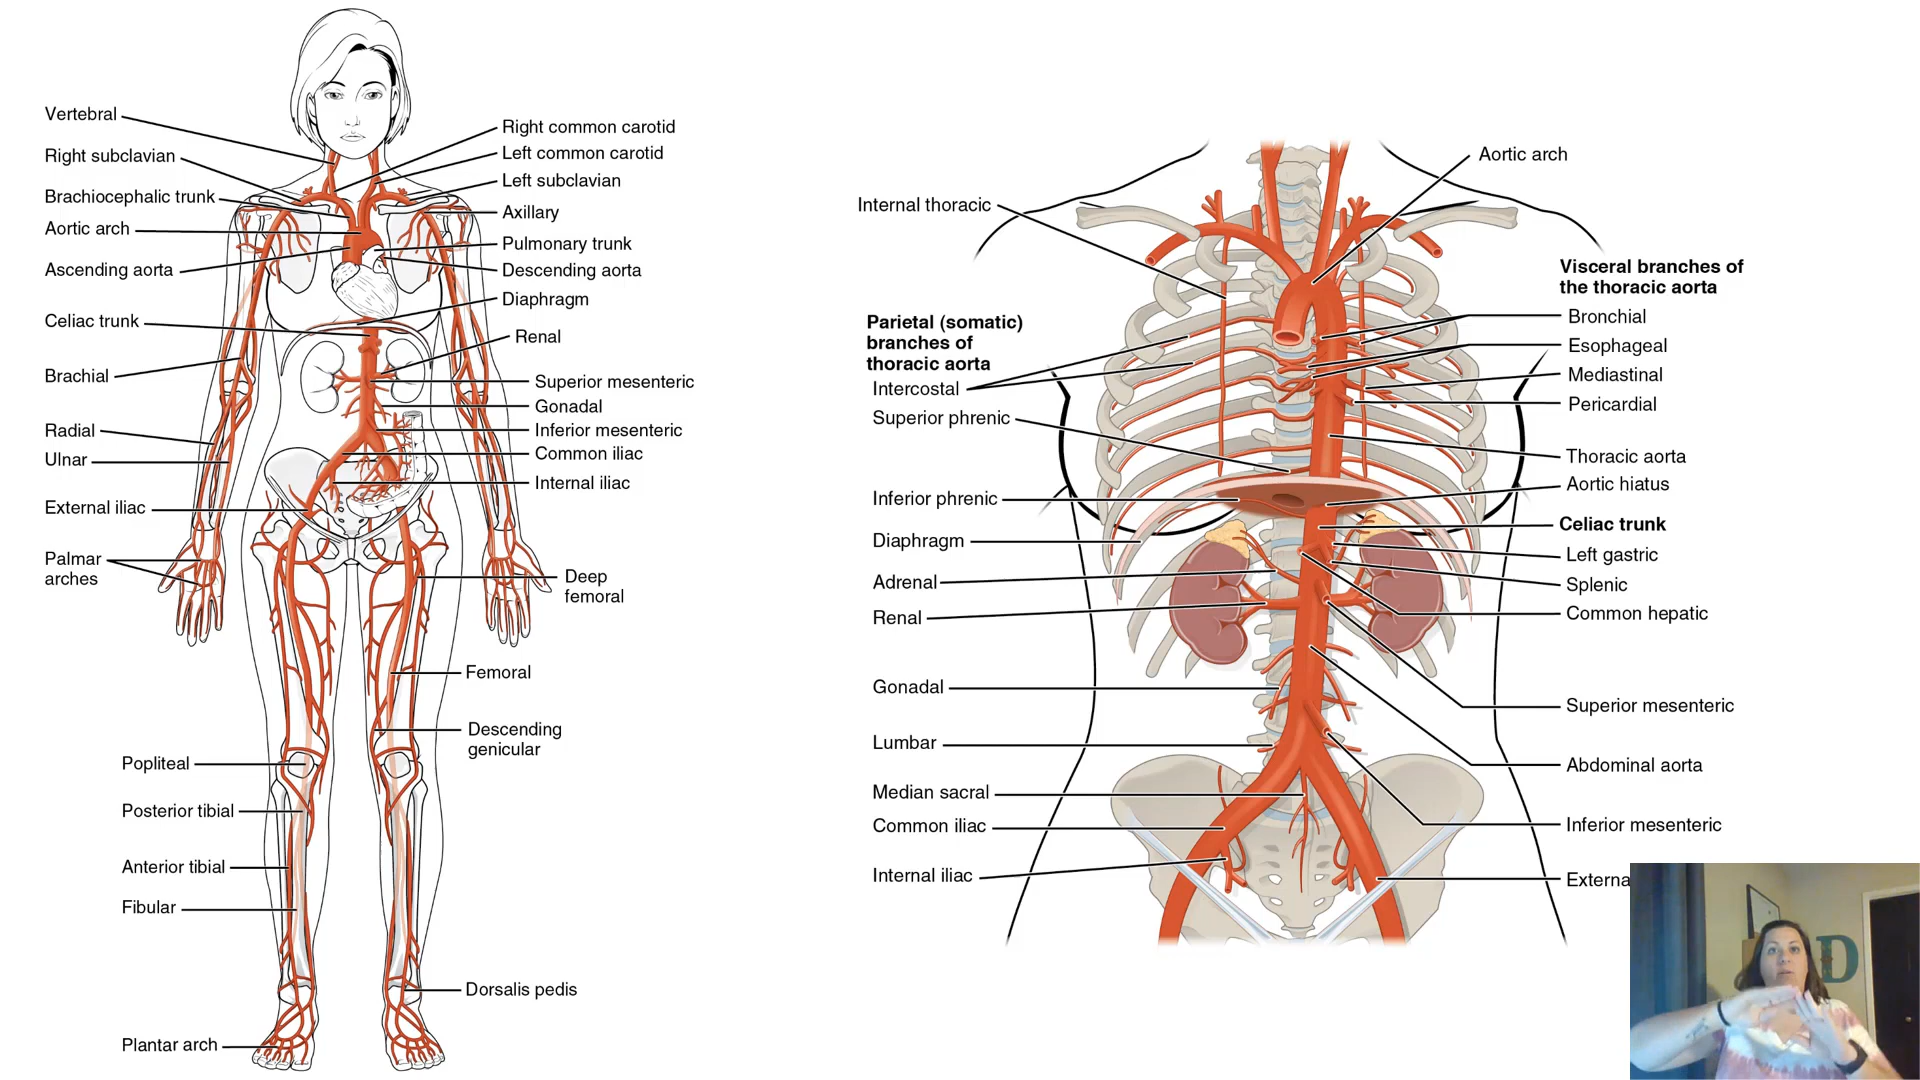 Vertebral
Right subclavian
Brachiocephalic trunk
Aortic arch
Ascending aorta
Celiac trunk
Brachial
Radial
Ulnar
External iliac
Palmar
arches
Popliteal
Posterior tibial
Anterior tibial
Fibular
Plantar arch
Right common carotid
Left common carotid
Left subclavian
Axillary
Pulmonary trunk
Descending aorta
Diaphragm
Renal
Superior mesenteric
Gonadal
Inferior mesenteric
Common iliac
Internal iliac
Deep
femoral
Femoral
Descending
genicular
Dorsalis pedis
Internal thoracic
Parietal (somatic)
branches of
thoracic aorta
Intercostal
Superior phrenic
Inferior phrenic
Diaphragm
Adrenal
Renal
Gonadal
Lumbar
Median sacral
Common iliac
Internal iliac
Aortic arch
Visceral branches of
the thoracic aorta
Bronchial
Esophageal
Mediastinal
Pericardial
Thoracic aorta
Aortic hiatus
Celiac trunk
Left gastric
Splenic
Common hepatic
Superior mesenteric
Abdominal aorta
Inferior mesenteric
Externa
D